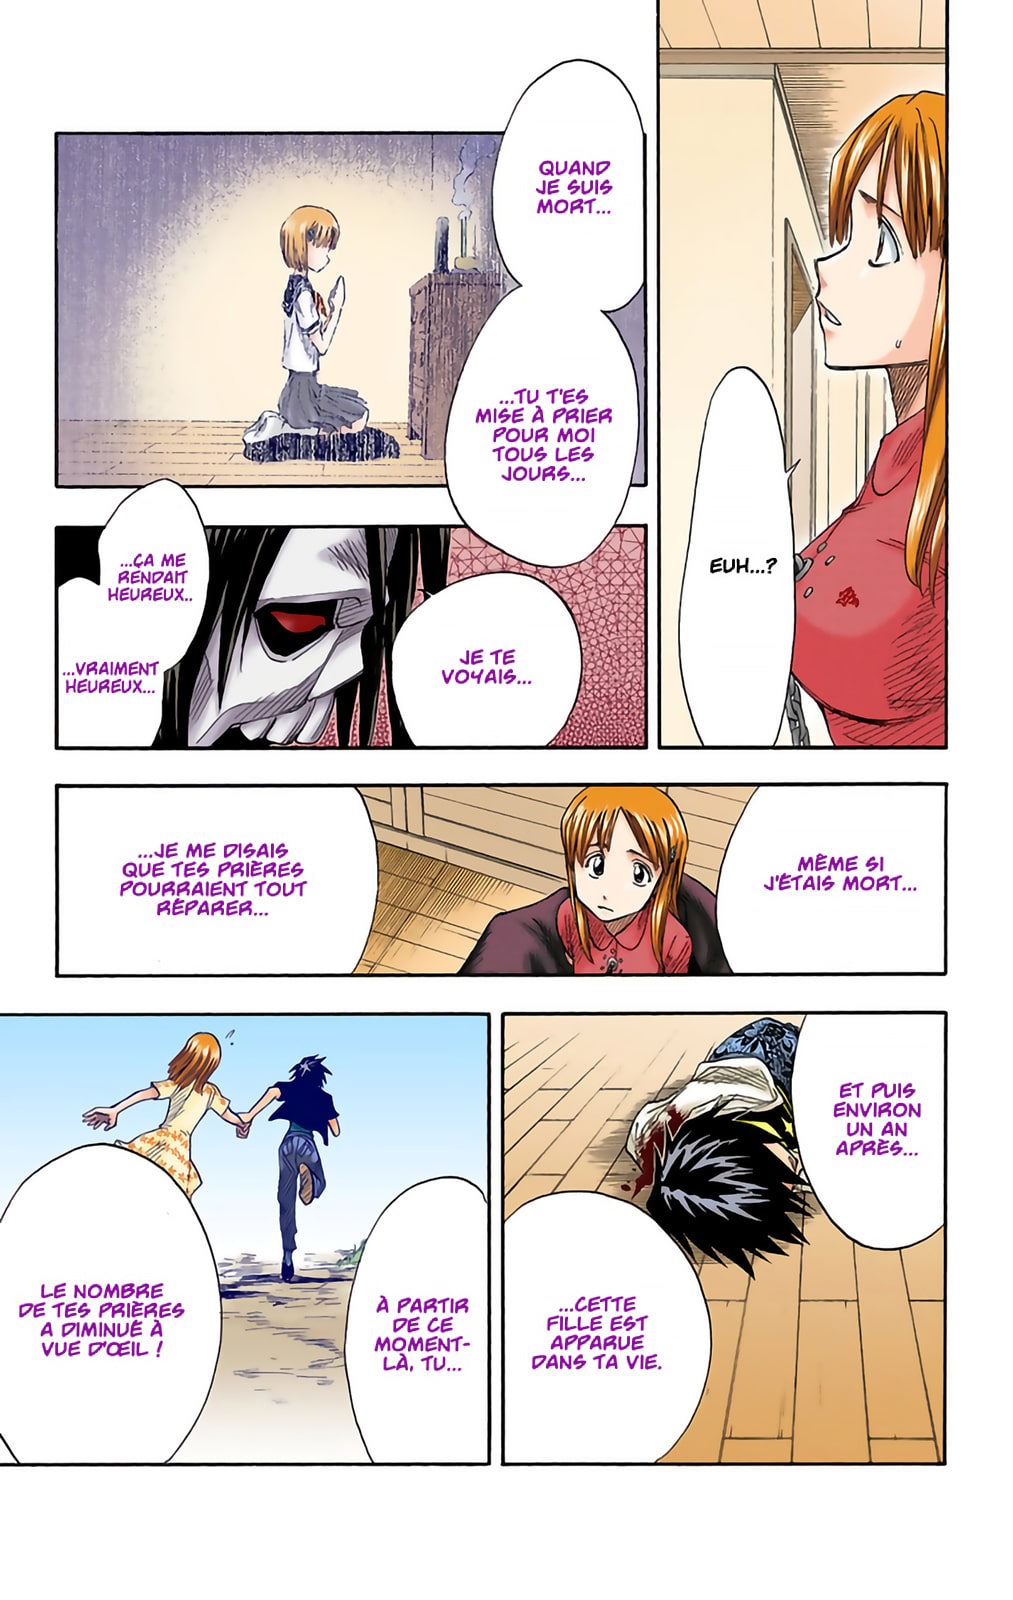 EUH...?
QUAND
JE SUIS
MORT...
...TU T'ES
MISE À PRIER
POUR MOI
TOUS LES
JOURS...
JE TE
VOYAIS...
...ÇA ME
RENDAIT
HEUREUX..
...VRAIMENT
HEUREUX...
MÊME SI
J'ÉTAIS MORT...
...JE ME DISAIS
QUE TES PRIÈRES
POURRAIENT TOUT
RÉPARER...
ET PUIS
ENVIRON
UN AN
APRÈS...
...CETTE
FILLE EST
APPARUE
DANS TA VIE.
À PARTIR
DE CE
MOMENT-
LÀ, TU...
LE NOMBRE
DE TES PRIÈRES
A DIMINUÉ À
VUE D'ŒIL !